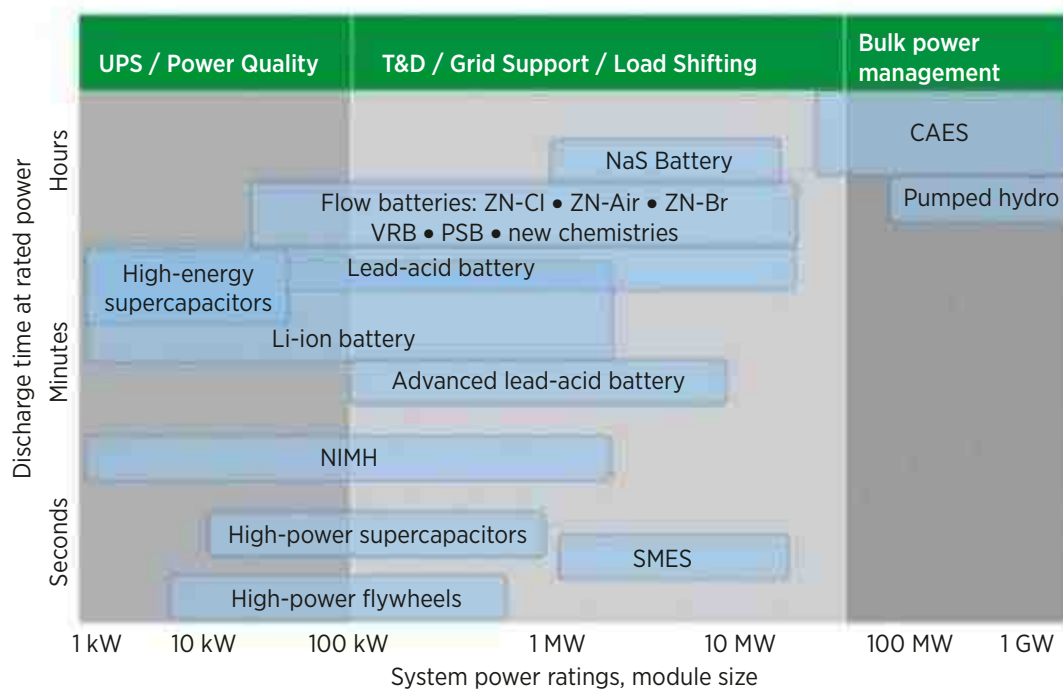 UPS / Power Quality
T&D / Grid Support / Load Shifting
Bulk power
management
Discharge time at rated power
Hours
Minutes
Seconds
CAES
NaS Battery
Pumped hydro
Flow batteries: ZN-CI • ZN-Air • ZN-Br
VRB • PSB • new chemistries
High-energy
supercapacitors
Lead-acid battery
Li-ion battery
Advanced lead-acid battery
NIMH
High-power supercapacitors
SMES
High-power flywheels
1 kW 10 kW 100 kW 1 MW 10 MW 100 MW 1 GW
System power ratings, module size